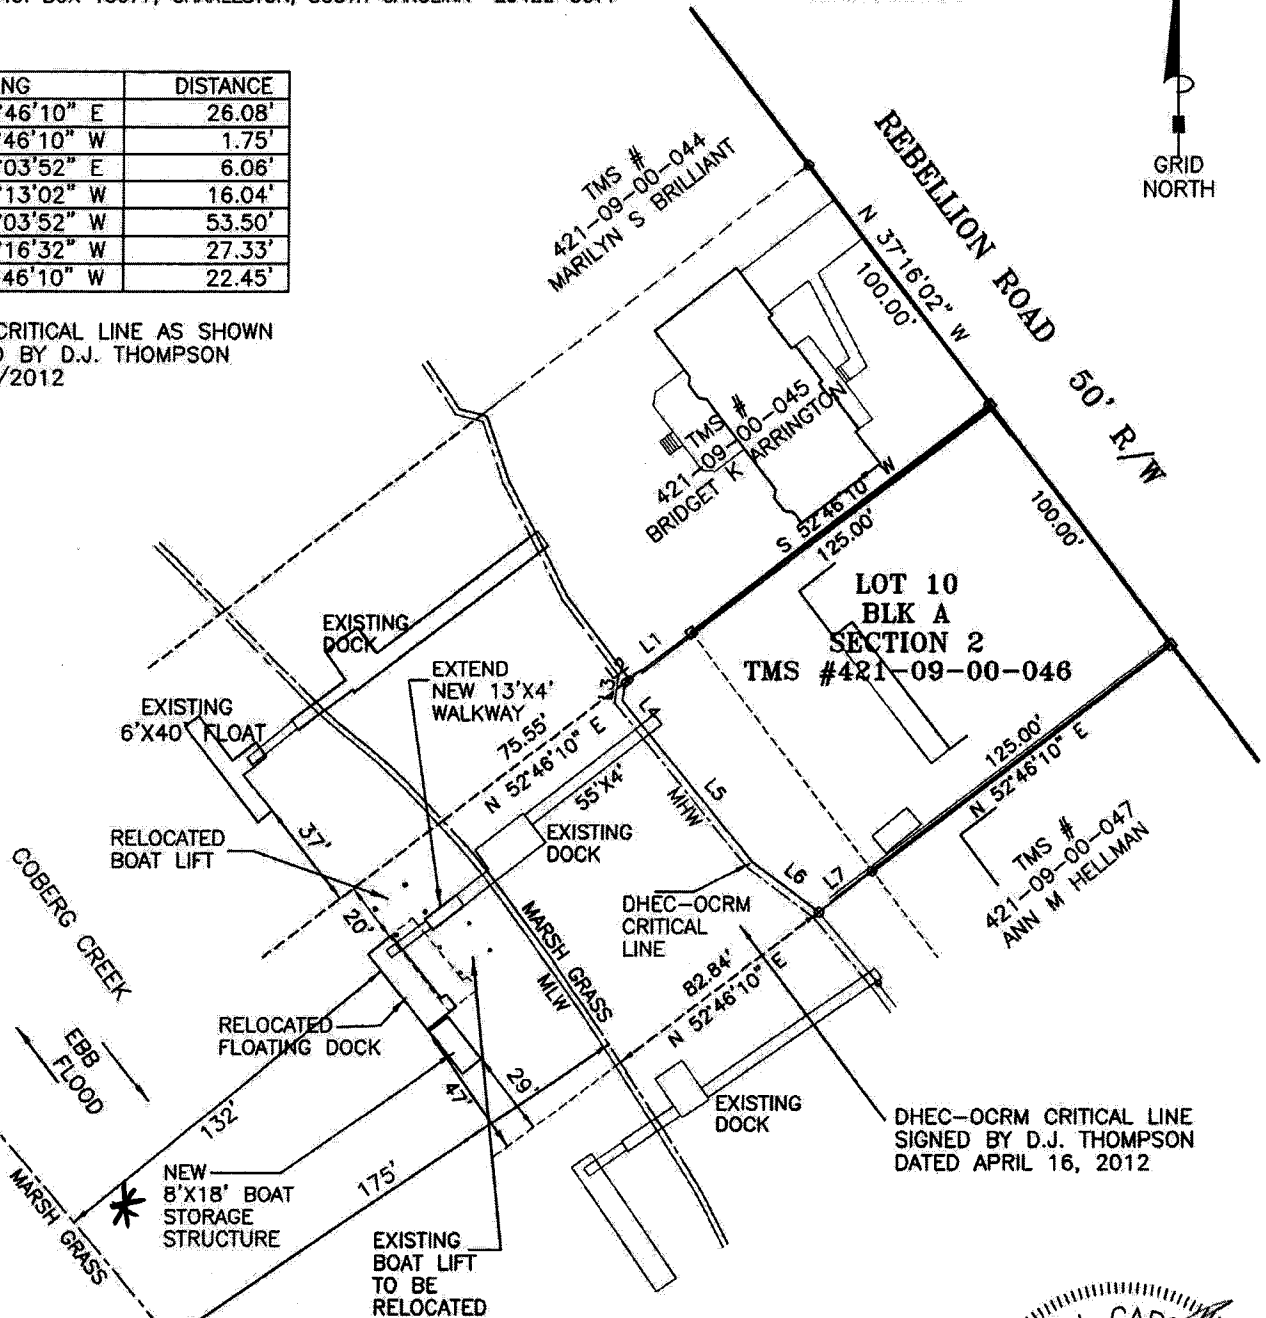 NG DISTANCE
'46'10" E 26.08'
'46'10" W 1.75'
'03'52" E 6.06'
'13'02" W 16.04'
'03'52" W 53.50'
'16'32" W 27.33'
'46'10" W 22.45'
CRITICAL LINE AS SHOWN
BY D.J. THOMPSON
/2012
GRID
NORTH
REBELLION ROAD 50' R/W
N 37°16'02" W
100.00'
100.00'
TMS #
421-09-00-044
MARILYN S BRILLIANT
TMS #
421-09-00-045
BRIDGET K ARRINGTON
S 52°46'10" W
125.00'
LOT 10
BLK A
SECTION 2
TMS #421-09-00-046
125.00'
N 52°46'10" E
TMS #
421-09-00-047
ANN M HELLMAN
L1
L2
L3
L4
L5
L6
L7
MHW
EXISTING
DOCK
EXTEND
NEW 13'X4'
WALKWAY
EXISTING
6'X40' FLOAT
75.55'
N 52°46'10" E
55'X4'
EXISTING
DOCK
37'
RELOCATED
BOAT LIFT
20'
COBERG CREEK
DHEC-OCRM
CRITICAL
LINE
MARSH GRASS
MLW
82.84'
N 52°46'10" E
RELOCATED
FLOATING DOCK
EBB
FLOOD
132'
47'
29'
175'
EXISTING
DOCK
DHEC-OCRM CRITICAL LINE
SIGNED BY D.J. THOMPSON
DATED APRIL 16, 2012
NEW
8'X18' BOAT
STORAGE
STRUCTURE
MARSH GRASS
EXISTING
BOAT LIFT
TO BE
RELOCATED